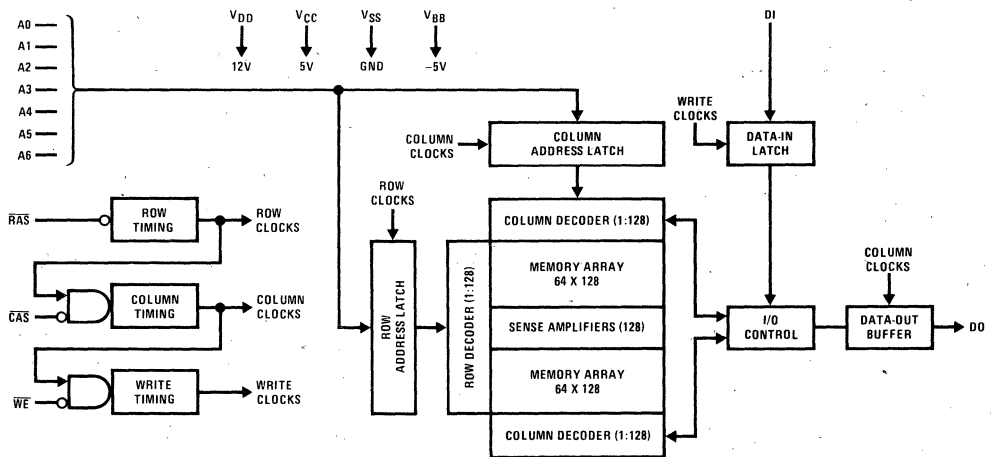 A0
A1
A2
A3
A4
A5
A6
VDD
12V
VCC
5V
VSS
GND
VBB
–5V
DI
COLUMN
CLOCKS
COLUMN
ADDRESS LATCH
WRITE
CLOCKS
DATA-IN
LATCH
RAS
ROW
TIMING
ROW
CLOCKS
CAS
COLUMN
TIMING
COLUMN
CLOCKS
WE
WRITE
TIMING
WRITE
CLOCKS
ROW
CLOCKS
ROW
ADDRESS LATCH
ROW DECODER (1:128)
COLUMN DECODER (1:128)
MEMORY ARRAY
64 X 128
SENSE AMPLIFIERS (128)
MEMORY ARRAY
64 X 128
COLUMN DECODER (1:128)
I/O
CONTROL
COLUMN
CLOCKS
DATA-OUT
BUFFER
DO